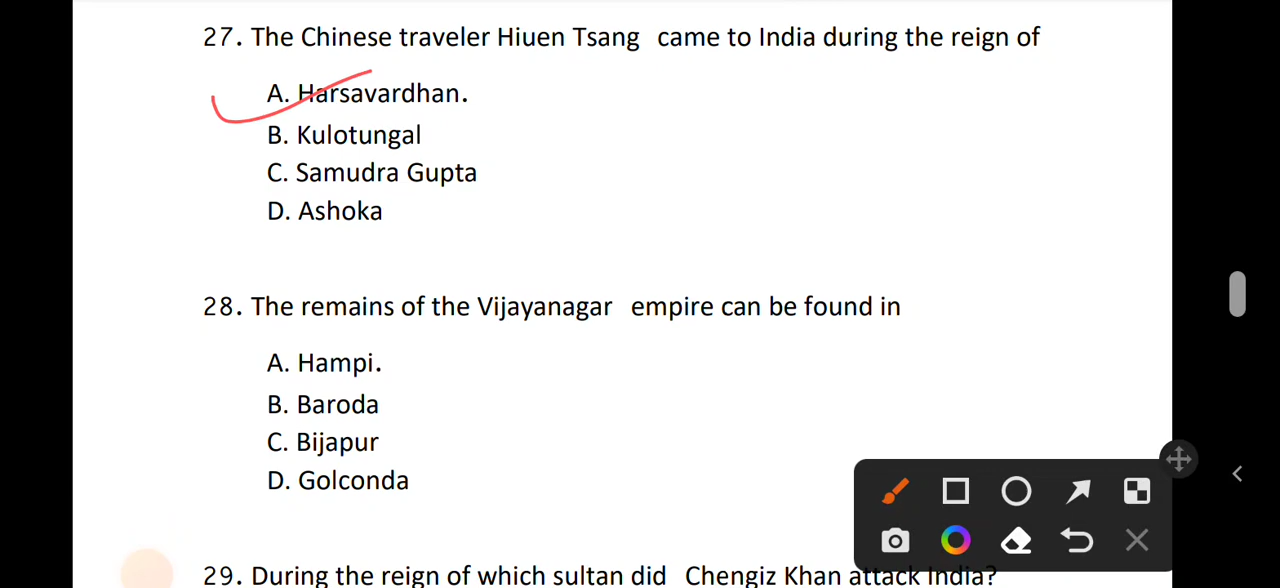 27. The Chinese traveler Hiuen Tsang came to India during the reign of
A. Harsavardhan.
B. Kulotungal
C. Samudra Gupta
D. Ashoka
28. The remains of the Vijayanagar empire can be found in
A. Hampi.
B. Baroda
C. Bijapur
D. Golconda
29. During the reign of which sultan did Chengiz Khan attack India?